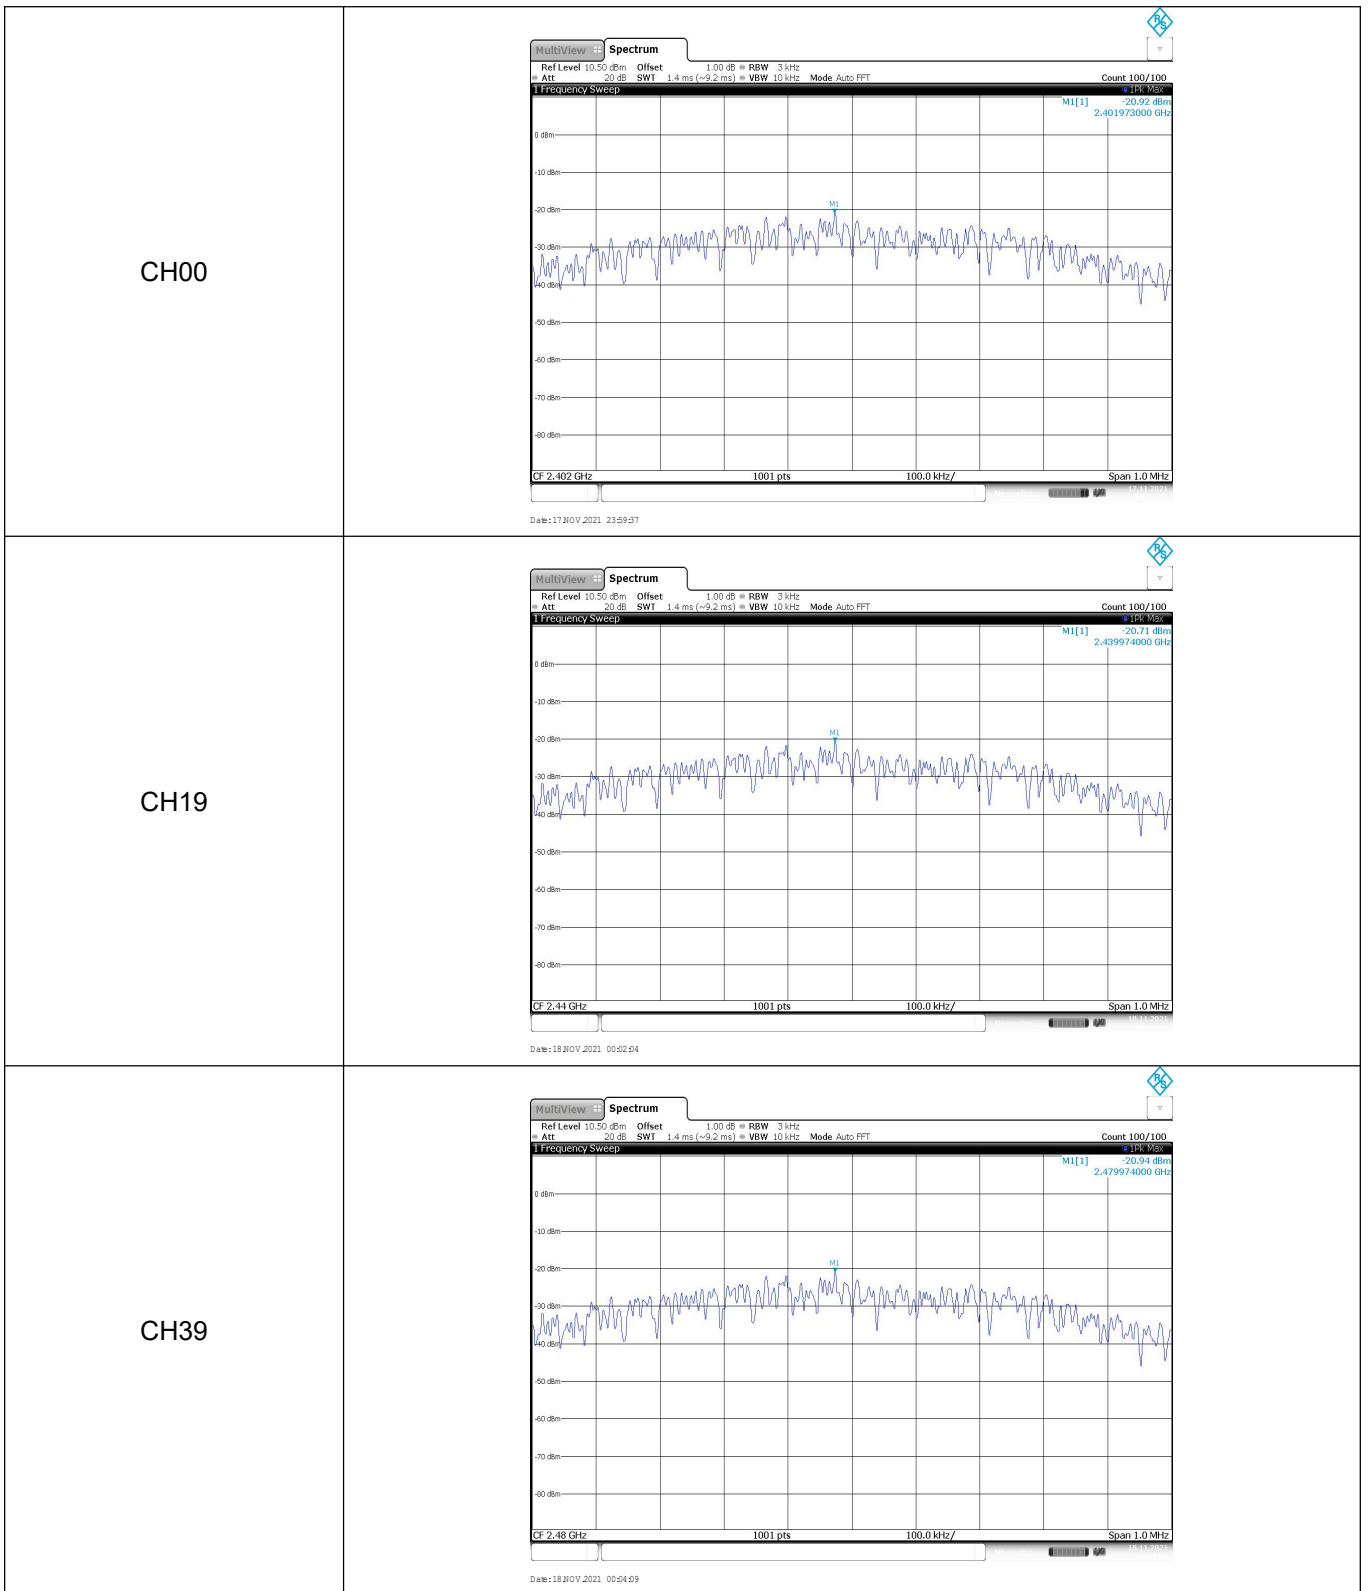 CH00
R S
MultiView Spectrum
Ref Level 10.50 dBm Offset 1.00 dB RBW 3 kHz
Att 20 dB SWT 1.4 ms (~9.2 ms) VBW 10 kHz Mode Auto FFT Count 100/100
1 Frequency Sweep 1Pk Max
M1[1] -20.92 dBm
2.401973000 GHz
0 dBm
-10 dBm
-20 dBm
M1
-30 dBm
-40 dBm
-50 dBm
-60 dBm
-70 dBm
-80 dBm
CF 2.402 GHz 1001 pts 100.0 kHz/ Span 1.0 MHz
Date:17.NOV.2021 23:59:37
CH19
R S
MultiView Spectrum
Ref Level 10.50 dBm Offset 1.00 dB RBW 3 kHz
Att 20 dB SWT 1.4 ms (~9.2 ms) VBW 10 kHz Mode Auto FFT Count 100/100
1 Frequency Sweep 1Pk Max
M1[1] -20.71 dBm
2.439974000 GHz
0 dBm
-10 dBm
M1
-20 dBm
-30 dBm
-40 dBm
-50 dBm
-60 dBm
-70 dBm
-80 dBm
CF 2.44 GHz 1001 pts 100.0 kHz/ Span 1.0 MHz
Date:18.NOV.2021 00:02:04
CH39
R S
MultiView Spectrum
Ref Level 10.50 dBm Offset 1.00 dB RBW 3 kHz
Att 20 dB SWT 1.4 ms (~9.2 ms) VBW 10 kHz Mode Auto FFT Count 100/100
1 Frequency Sweep 1Pk Max
M1[1] -20.94 dBm
2.479974000 GHz
0 dBm
-10 dBm
M1
-20 dBm
-30 dBm
-40 dBm
-50 dBm
-60 dBm
-70 dBm
-80 dBm
CF 2.48 GHz 1001 pts 100.0 kHz/ Span 1.0 MHz
Date:18.NOV.2021 00:04:09